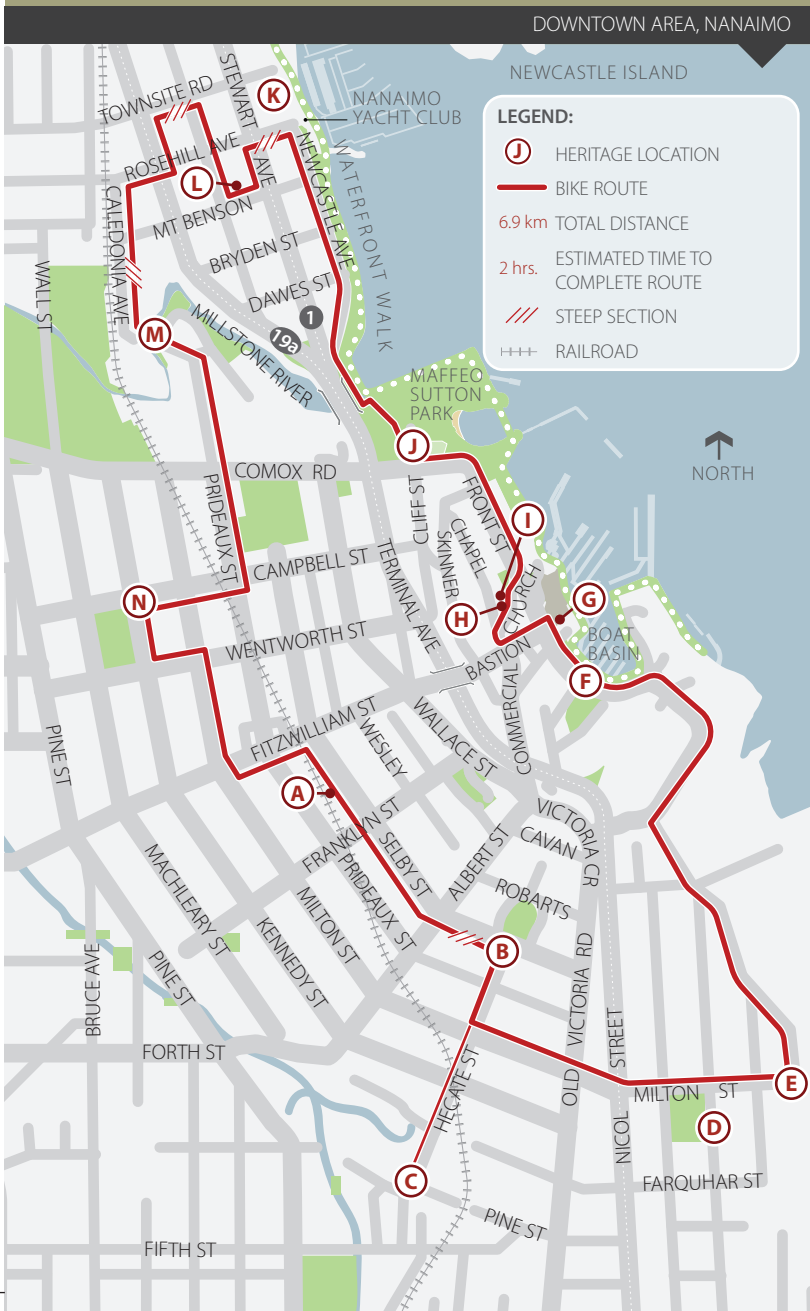 DOWNTOWN AREA, NANAIMO
NEWCASTLE ISLAND
LEGEND:
J HERITAGE LOCATION
BIKE ROUTE
6.9 km TOTAL DISTANCE
2 hrs. ESTIMATED TIME TO
COMPLETE ROUTE
STEEP SECTION
RAILROAD
NORTH
STEWART
AVE
K
NANAIMO
YACHT CLUB
TOWNSITE RD
ROSEHILL AVE
L
NEWCASTLE AVE
WATERFRONT WALK
MT BENSON
CALEDONIA AVE
BRYDEN ST
WALL ST
DAWES ST
1
19a
M
MILLSTONE RIVER
MAFFEO
SUTTON
PARK
J
COMOX RD
PRIDEAUX ST
CLIFF ST
FRONT ST
CHAPEL
SKINNER
I
CAMPBELL ST
TERMINAL AVE
N
H
CHURCH
G
BOAT
BASIN
WENTWORTH ST
BASTION
F
FITZWILLIAM ST
WESLEY
WALLACE ST
COMMERCIAL
PINE ST
A
FRANKLYN ST
SELBY ST
PRIDEAUX ST
ALBERT ST
VICTORIA CR
CAVAN
ROBARTS
MACHLEARY ST
MILTON ST
KENNEDY ST
B
PINE ST
BRUCE AVE
OLD VICTORIA RD
NICOL STREET
FORTH ST
HECATE ST
E
MILTON ST
D
C
FARQUHAR ST
PINE ST
FIFTH ST